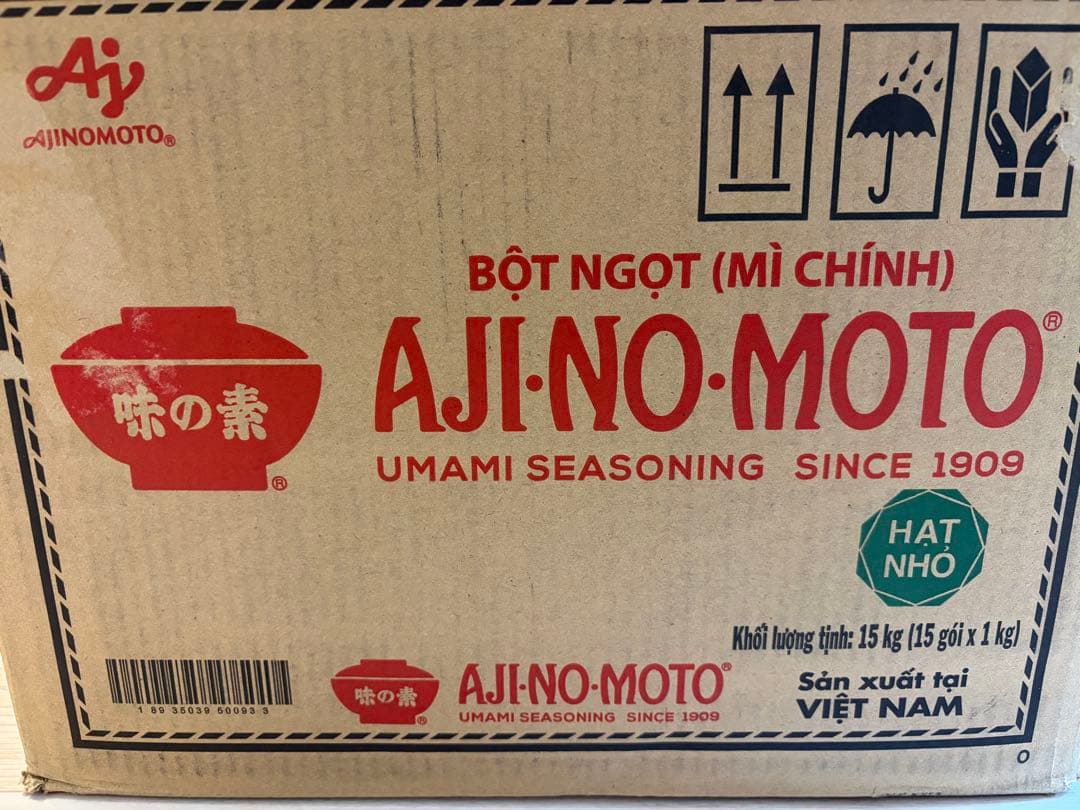 Aj
AJINOMOTO®
BỘT NGỌT (MÌ CHÍNH)
AJI·NO·MOTO®
味の素
®
UMAMI SEASONING SINCE 1909
HẠT
NHỎ
Khối lượng tịnh: 15 kg (15 gói x 1 kg)
Sản xuất tại
VIỆT NAM
味の素
®
AJI·NO·MOTO®
UMAMI SEASONING SINCE 1909
1 89 35039 50093 3
O